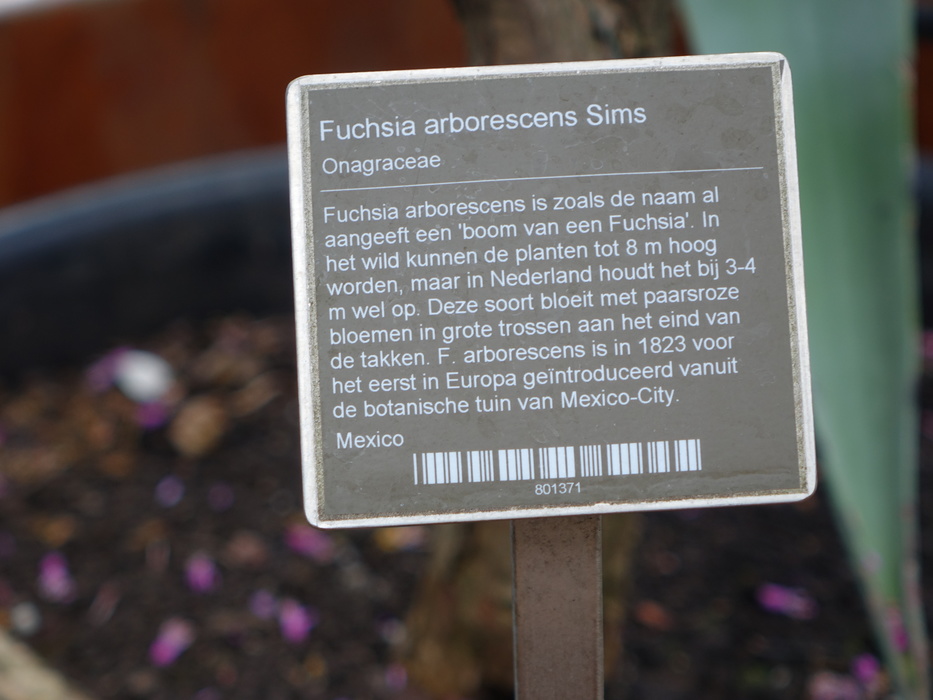 Fuchsia arborescens Sims
Onagraceae
Fuchsia arborescens is zoals de naam al
aangeeft een 'boom van een Fuchsia'. In
het wild kunnen de planten tot 8 m hoog
worden, maar in Nederland houdt het bij 3-4
m wel op. Deze soort bloeit met paarsroze
bloemen in grote trossen aan het eind van
de takken. F. arborescens is in 1823 voor
het eerst in Europa geïntroduceerd vanuit
de botanische tuin van Mexico-City.
Mexico
801371